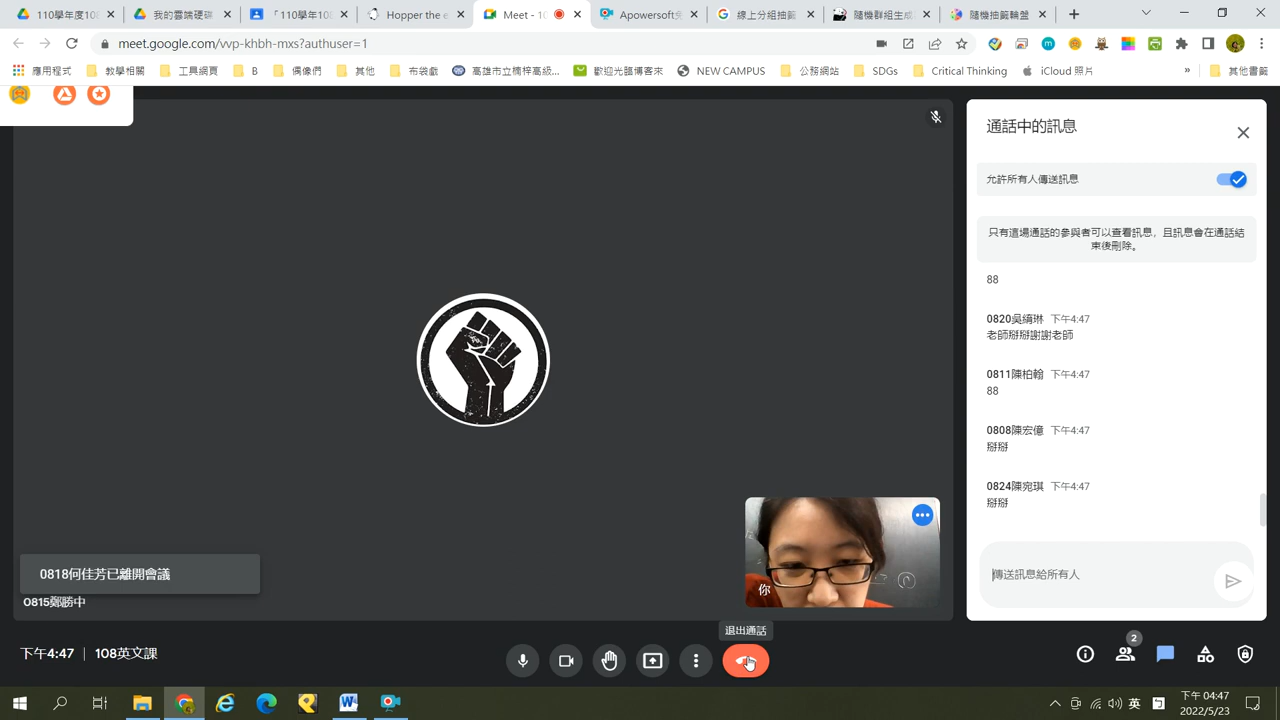 110學年度10
我的雲端硬碟
「110學年10
Hopper the e
Meet - 10
Apowersoft免
線上分組抽籤
隨機群組生成
隨機抽籤輪盤
meet.google.com/vvp-khbh-mxs?authuser=1
應用程式
教學相關
工具網頁
B
偶像們
其他
布袋戲
高雄市立楠梓高級...
歡迎光臨博客來
NEW CAMPUS
公務網站
SDGs
Critical Thinking
iCloud 照片
»
其他書籤
通話中的訊息
允許所有人傳送訊息
只有這場通話的參與者可以查看訊息，且訊息會在通話結
束後刪除。
88
0820吳綪琳 下午4:47
老師掰掰謝謝老師
0811陳柏翰 下午4:47
88
0808陳宏億 下午4:47
掰掰
0824陳宛琪 下午4:47
掰掰
傳送訊息給所有人
0818何佳芳已離開會議
0815鄭勝中
你
退出通話
下午4:47 | 108英文課
2
英
下午 04:47
2022/5/23